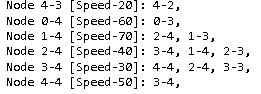 Node 4-3 [Speed-20]: 4-2,
Node 0-4 [Speed-60]: 0-3,
Node 1-4 [Speed-70]: 2-4, 1-3,
Node 2-4 [Speed-40]: 3-4, 1-4, 2-3,
Node 3-4 [Speed-30]: 4-4, 2-4, 3-3,
Node 4-4 [Speed-50]: 3-4,